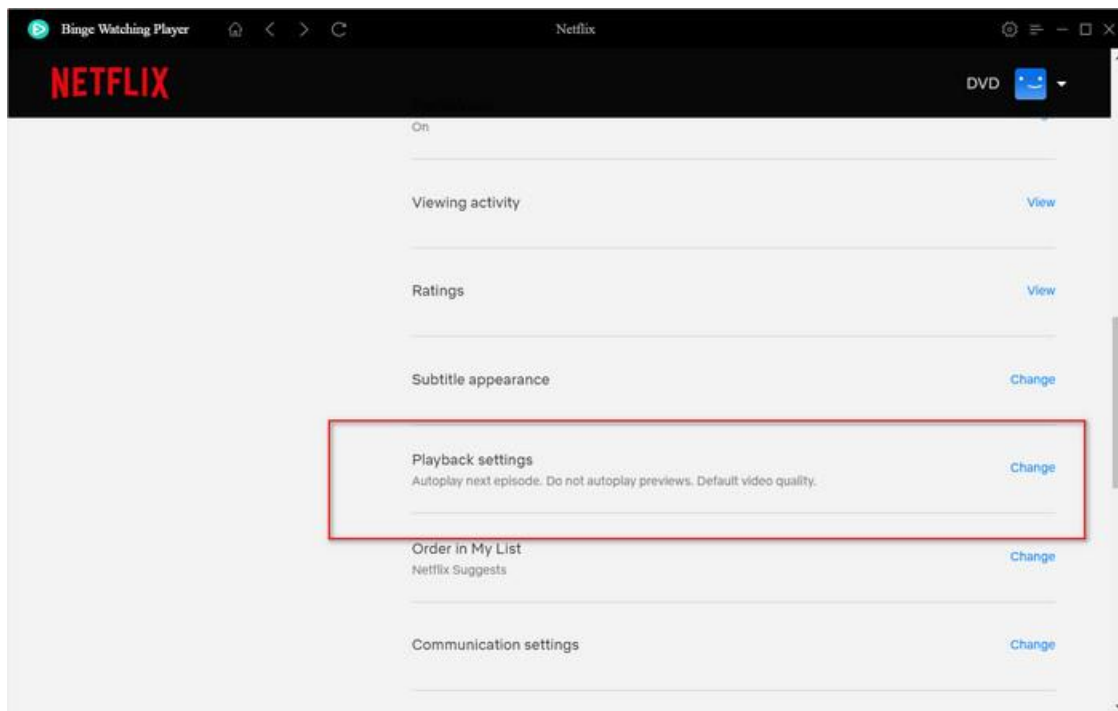 Binge Watching Player
Netflix
NETFLIX
DVD
On
Viewing activity
View
Ratings
View
Subtitle appearance
Change
Playback settings
Change
Autoplay next episode. Do not autoplay previews. Default video quality.
Order in My List
Change
Netflix Suggests
Communication settings
Change